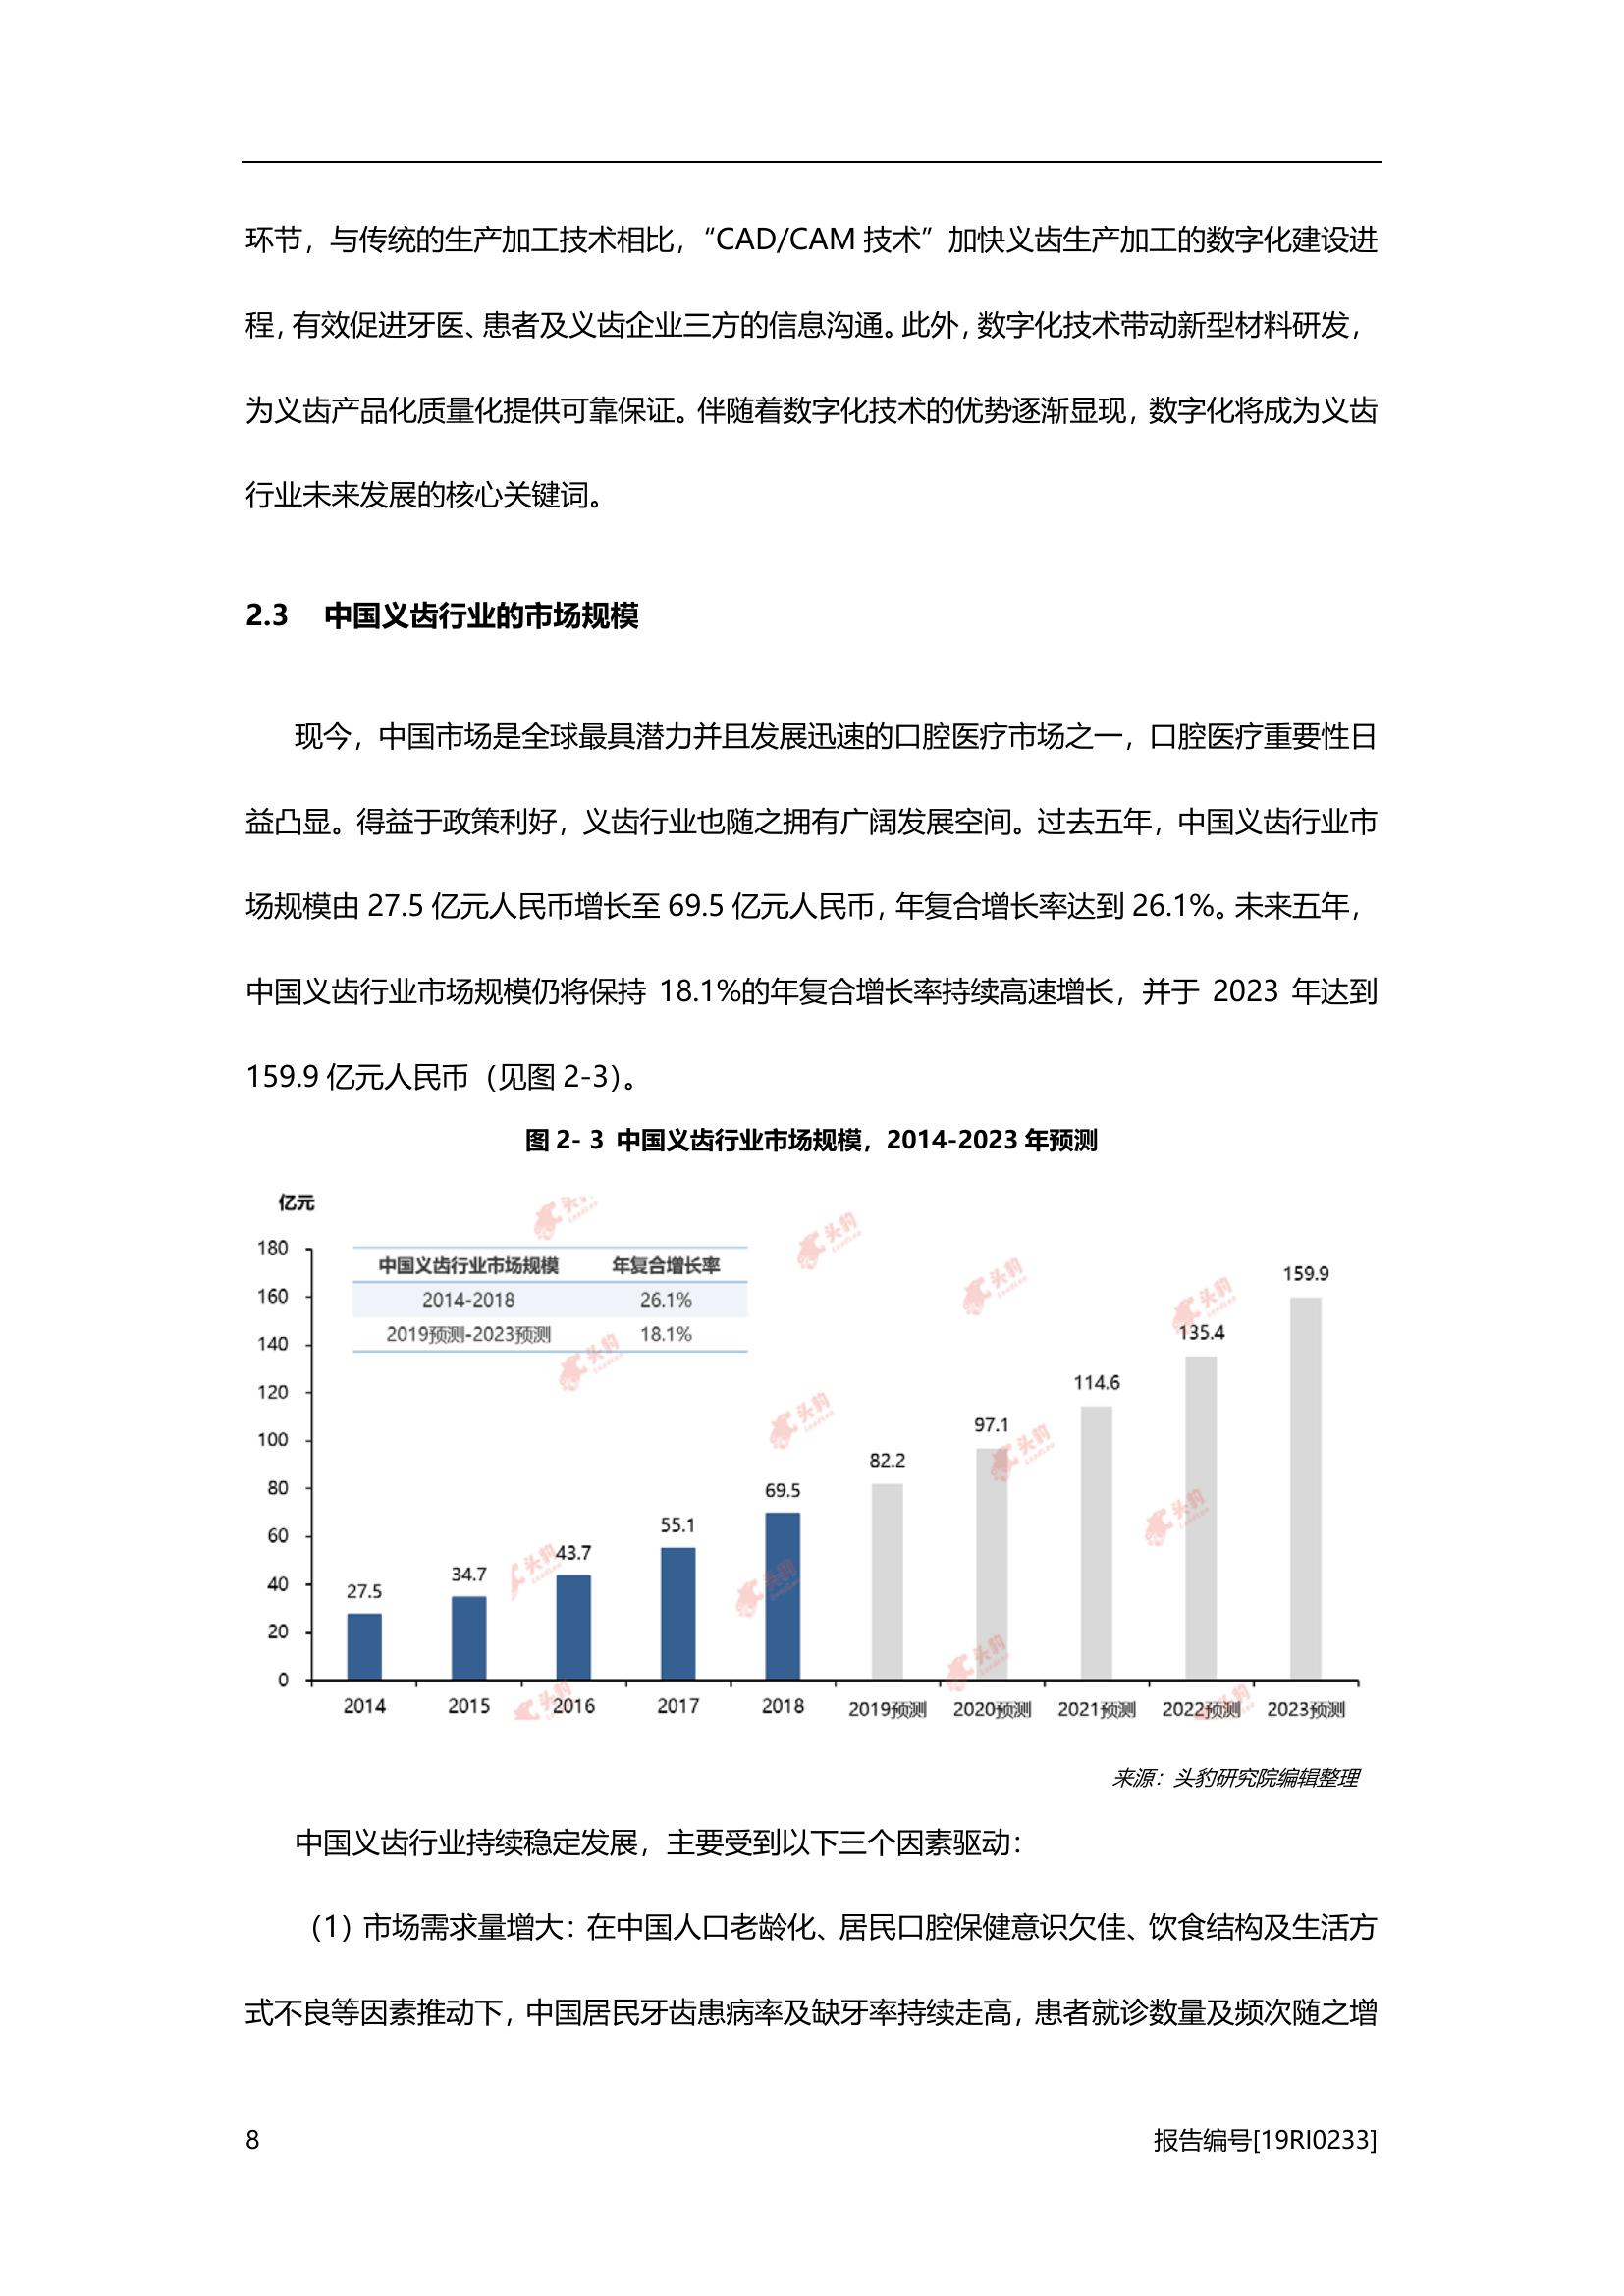 环节，与传统的生产加工技术相比，“CAD/CAM 技术”加快义齿生产加工的数字化建设进
程，有效促进牙医、患者及义齿企业三方的信息沟通。此外，数字化技术带动新型材料研发，
为义齿产品化质量化提供可靠保证。伴随着数字化技术的优势逐渐显现，数字化将成为义齿
行业未来发展的核心关键词。
2.3 中国义齿行业的市场规模
现今，中国市场是全球最具潜力并且发展迅速的口腔医疗市场之一，口腔医疗重要性日
益凸显。得益于政策利好，义齿行业也随之拥有广阔发展空间。过去五年，中国义齿行业市
场规模由 27.5 亿元人民币增长至 69.5 亿元人民币，年复合增长率达到 26.1%。未来五年，
中国义齿行业市场规模仍将保持 18.1%的年复合增长率持续高速增长，并于 2023 年达到
159.9 亿元人民币（见图 2-3）。
图 2- 3 中国义齿行业市场规模，2014-2023 年预测
亿元
180
160
140
120
100
80
60
40
20
0
中国义齿行业市场规模 年复合增长率
2014-2018 26.1%
2019预测-2023预测 18.1%
27.5 34.7 43.7 55.1 69.5 82.2 97.1 114.6 135.4 159.9
2014 2015 2016 2017 2018 2019预测 2020预测 2021预测 2022预测 2023预测
头豹
LeadLeo
来源：头豹研究院编辑整理
中国义齿行业持续稳定发展，主要受到以下三个因素驱动：
（1）市场需求量增大：在中国人口老龄化、居民口腔保健意识欠佳、饮食结构及生活方
式不良等因素推动下，中国居民牙齿患病率及缺牙率持续走高，患者就诊数量及频次随之增
8 报告编号[19RI0233]